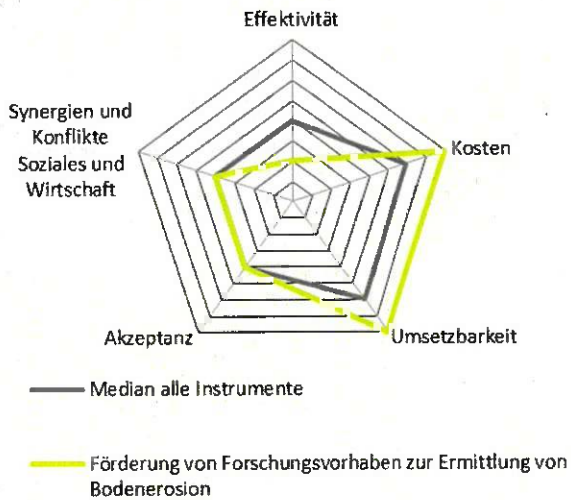 Effektivität
Synergien und
Konflikte
Soziales und
Wirtschaft
Kosten
Akzeptanz
Umsetzbarkeit
Median alle Instrumente
Förderung von Forschungsvorhaben zur Ermittlung von
Bodenerosion